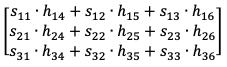 s₁₁ · h₁₄ + s₁₂ · h₁₅ + s₁₃ · h₁₆
s₂₁ · h₂₄ + s₂₂ · h₂₅ + s₂₃ · h₂₆
s₃₁ · h₃₄ + s₃₂ · h₃₅ + s₃₃ · h₃₆